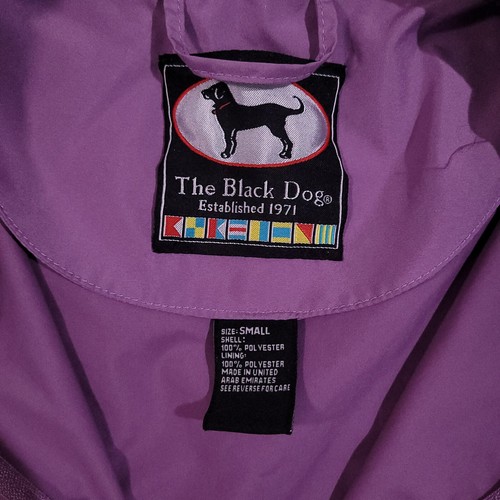 The Black Dog®
Established 1971
SIZE: SMALL
SHELL:
100% POLYESTER
LINING:
100% POLYESTER
MADE IN UNITED
ARAB EMIRATES
SEE REVERSE FOR CARE